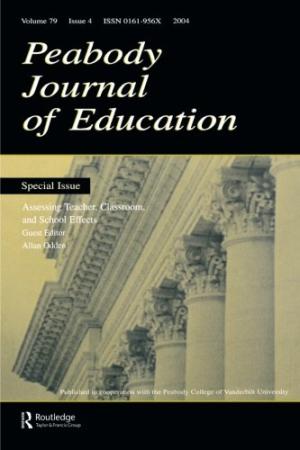 Volume 79 Issue 4 ISSN 0161-956X 2004
Peabody
Journal
of Education
Special Issue
Assessing Teacher, Classroom,
and School Effects
Guest Editor
Allan Odden
Published in cooperation with the Peabody College of Vanderbilt University
Routledge
Taylor & Francis Group